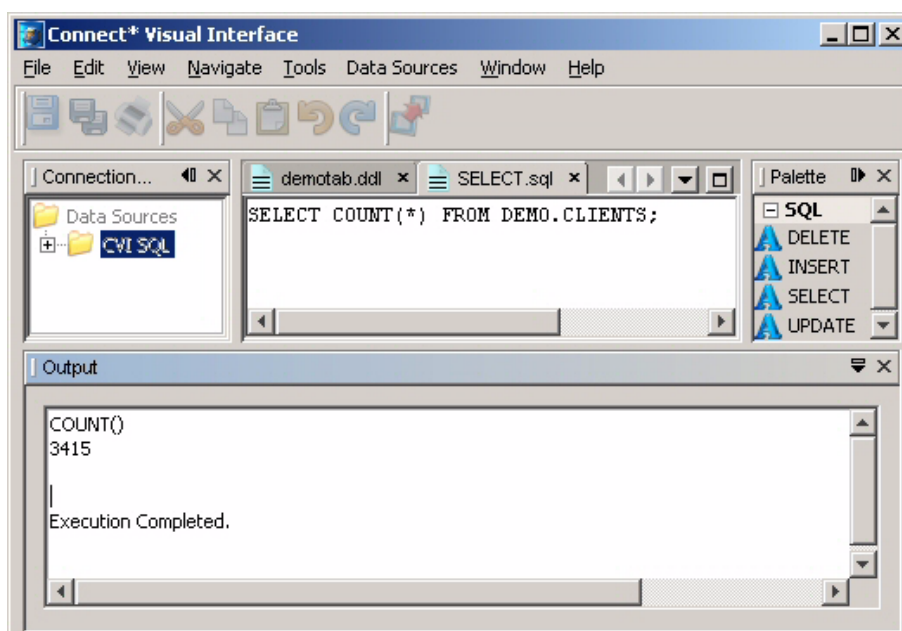 Connect* Visual Interface
File Edit View Navigate Tools Data Sources Window Help
Connection...
demotab.ddl
SELECT.sql
Palette
Data Sources
CVI SQL
SELECT COUNT(*) FROM DEMO.CLIENTS;
SQL
DELETE
INSERT
SELECT
UPDATE
Output
COUNT()
3415
Execution Completed.